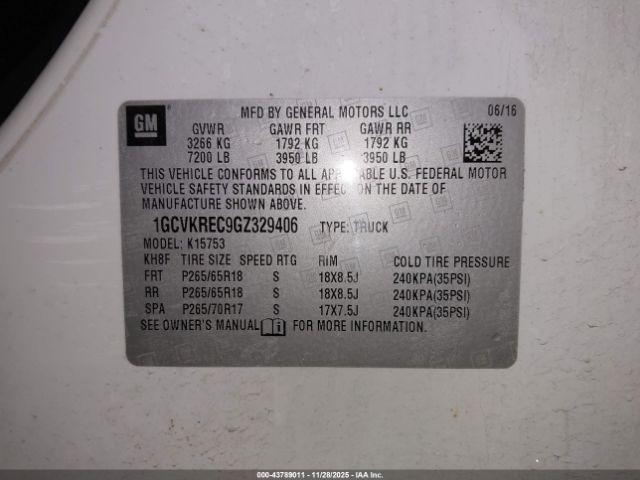 GM
MFD BY GENERAL MOTORS LLC 06/16
GVWR GAWR FRT GAWR RR
3266 KG 1792 KG 1792 KG
7200 LB 3950 LB 3950 LB
THIS VEHICLE CONFORMS TO ALL APPLICABLE U.S. FEDERAL MOTOR
VEHICLE SAFETY STANDARDS IN EFFECT ON THE DATE OF
MANUFACTURE SHOWN ABOVE.
1GCVKREC9GZ329406 TYPE: TRUCK
MODEL: K15753
KH8F TIRE SIZE SPEED RTG RIM COLD TIRE PRESSURE
FRT P265/65R18 S 18X8.5J 240KPA(35PSI)
RR P265/65R18 S 18X8.5J 240KPA(35PSI)
SPA P265/70R17 S 17X7.5J 240KPA(35PSI)
SEE OWNER'S MANUAL FOR MORE INFORMATION.
000-43789011 - 11/28/2025 - IAA Inc.